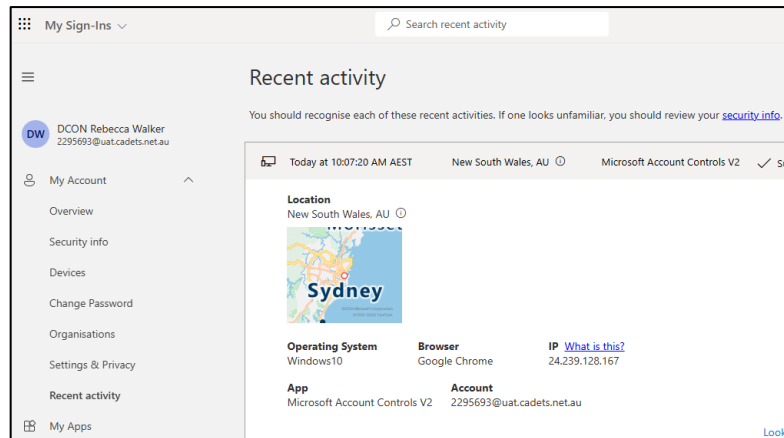 My Sign-Ins
Search recent activity
Recent activity
You should recognise each of these recent activities. If one looks unfamiliar, you should review your security info.
DW
DCON Rebecca Walker
2295693@uat.cadets.net.au
Today at 10:07:20 AM AEST New South Wales, AU Microsoft Account Controls V2
My Account
Overview
Security info
Devices
Change Password
Organisations
Settings & Privacy
Recent activity
My Apps
Location
New South Wales, AU
Morisset
Sydney
Operating System Browser IP What is this?
Windows10 Google Chrome 24.239.128.167
App Account
Microsoft Account Controls V2 2295693@uat.cadets.net.au
Look